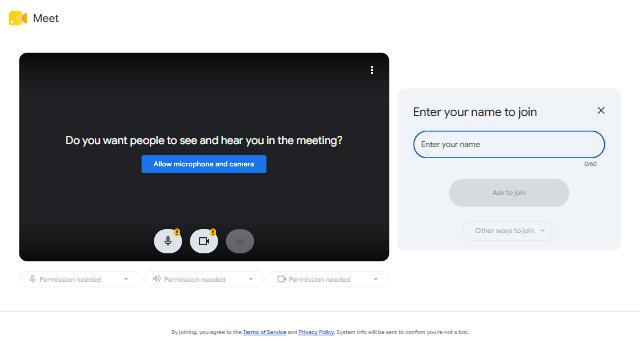 Meet
Do you want people to see and hear you in the meeting?
Allow microphone and camera
Permission needed
Permission needed
Permission needed
Enter your name to join
Enter your name
0/60
Ask to join
Other ways to join
By joining, you agree to the Terms of Service and Privacy Policy. System info will be sent to confirm you're not a bot.